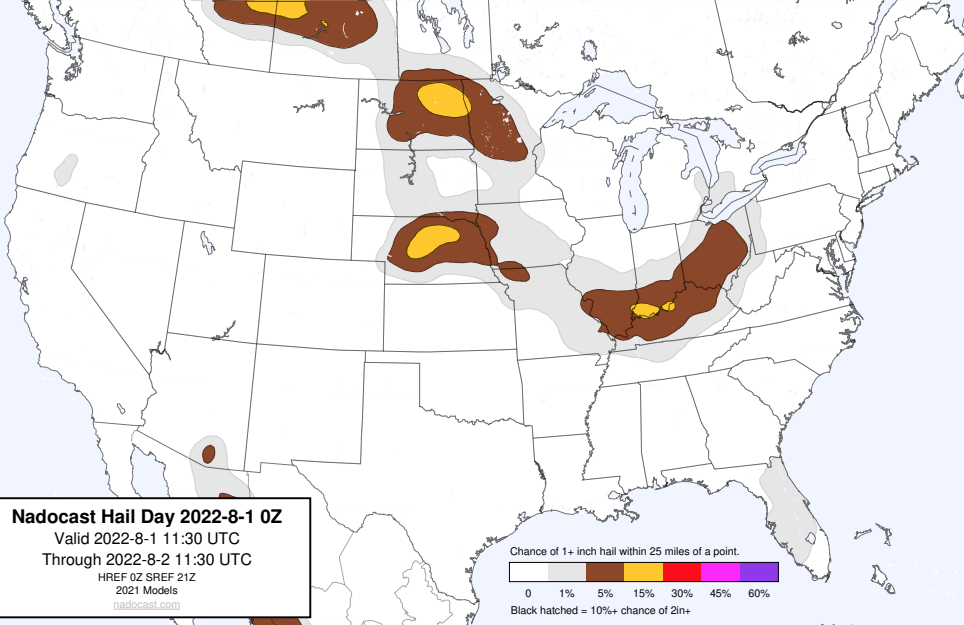 Nadocast Hail Day 2022-8-1 0Z
Valid 2022-8-1 11:30 UTC
Through 2022-8-2 11:30 UTC
HREF 0Z SREF 21Z
2021 Models
nadocast.com
Chance of 1+ inch hail within 25 miles of a point.
0 1% 5% 15% 30% 45% 60%
Black hatched = 10%+ chance of 2in+